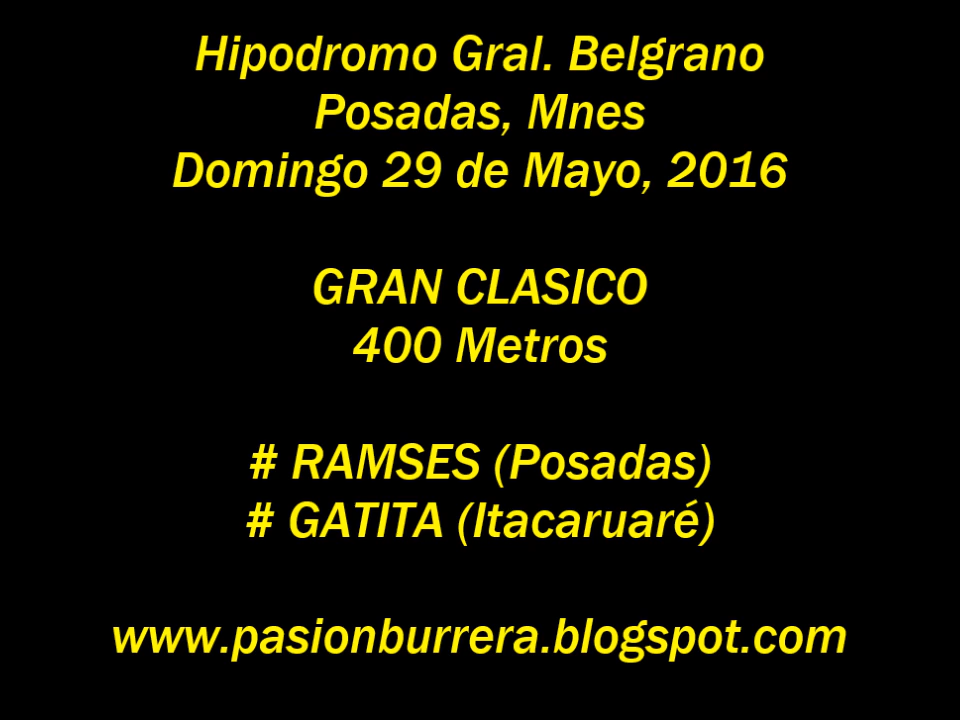 Hipodromo Gral. Belgrano
Posadas, Mnes
Domingo 29 de Mayo, 2016
GRAN CLASICO
400 Metros
# RAMSES (Posadas)
# GATITA (Itacaruaré)
www.pasionburrera.blogspot.com